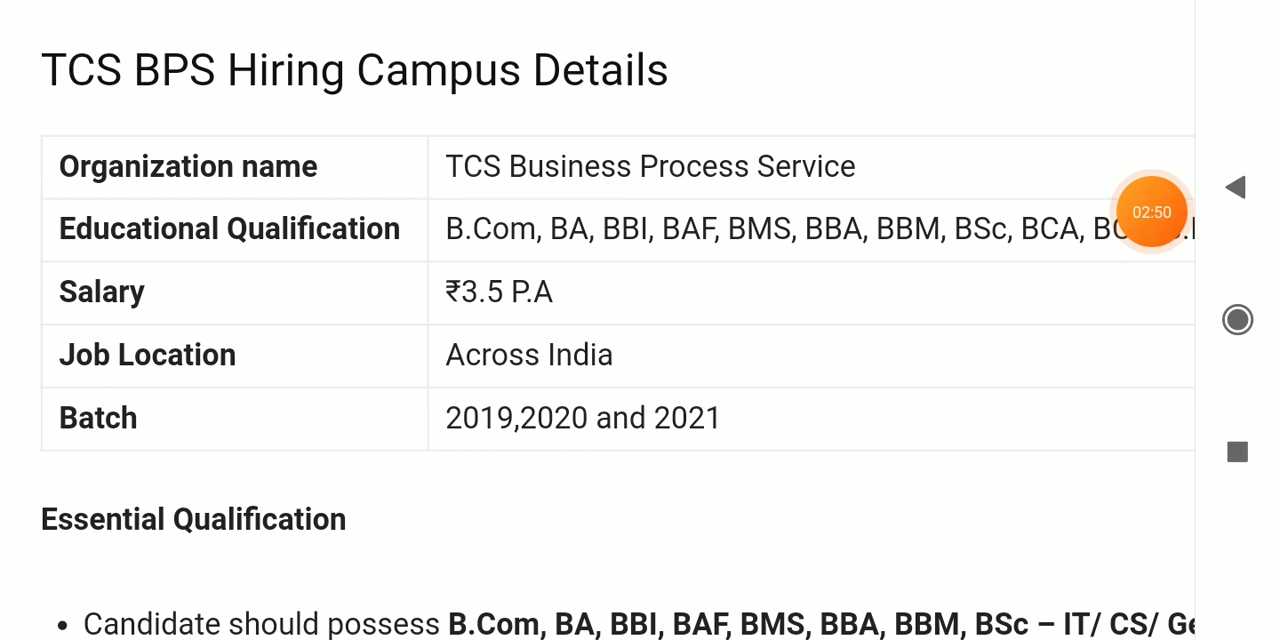 TCS BPS Hiring Campus Details
Organization name TCS Business Process Service
Educational Qualification B.Com, BA, BBI, BAF, BMS, BBA, BBM, BSc, BCA,
02:50
Salary ₹3.5 P.A
Job Location Across India
Batch 2019,2020 and 2021
Essential Qualification
• Candidate should possess B.Com, BA, BBI, BAF, BMS, BBA, BBM, BSc – IT/ CS/